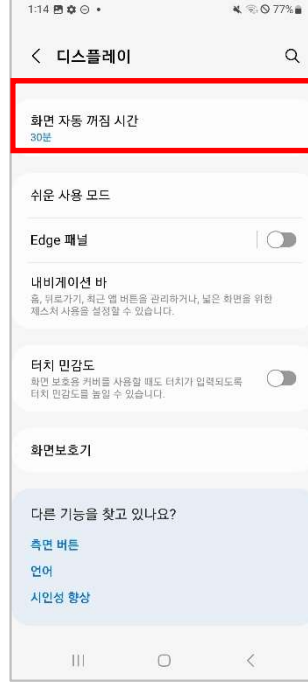 1:14
77%
디스플레이
화면 자동 꺼짐 시간
30분
쉬운 사용 모드
Edge 패널
내비게이션 바
홈, 뒤로가기, 최근 앱 버튼을 관리하거나, 넓은 화면을 위한
제스처 사용을 설정할 수 있습니다.
터치 민감도
화면 보호용 커버를 사용할 때도 터치가 입력되도록
터치 민감도를 높일 수 있습니다.
화면보호기
다른 기능을 찾고 있나요?
측면 버튼
언어
시인성 향상